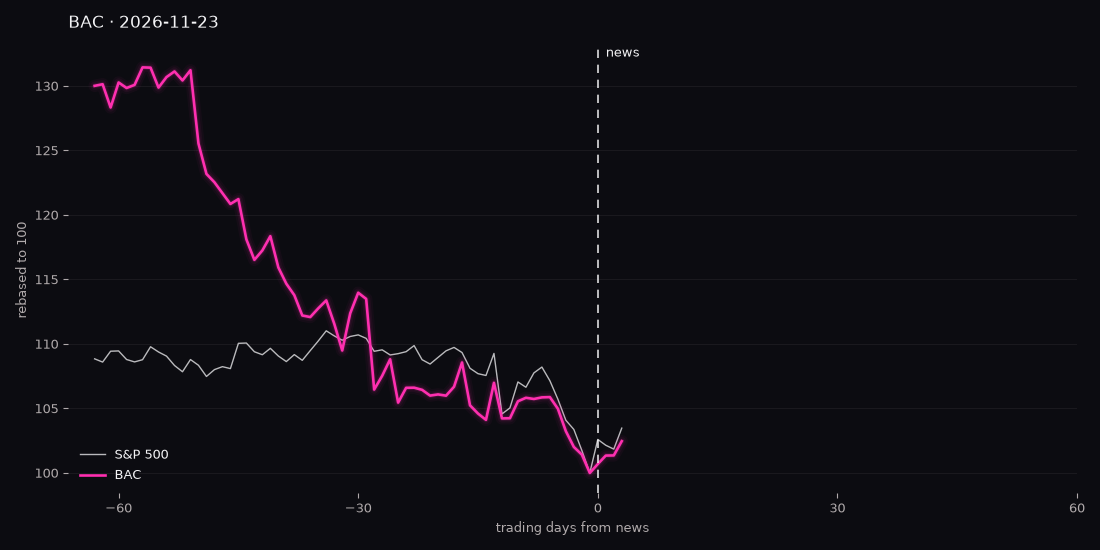 BAC · 2026-11-23
news
rebased to 100
130
125
120
115
110
105
100
S&P 500
BAC
−60
−30
0
30
60
trading days from news